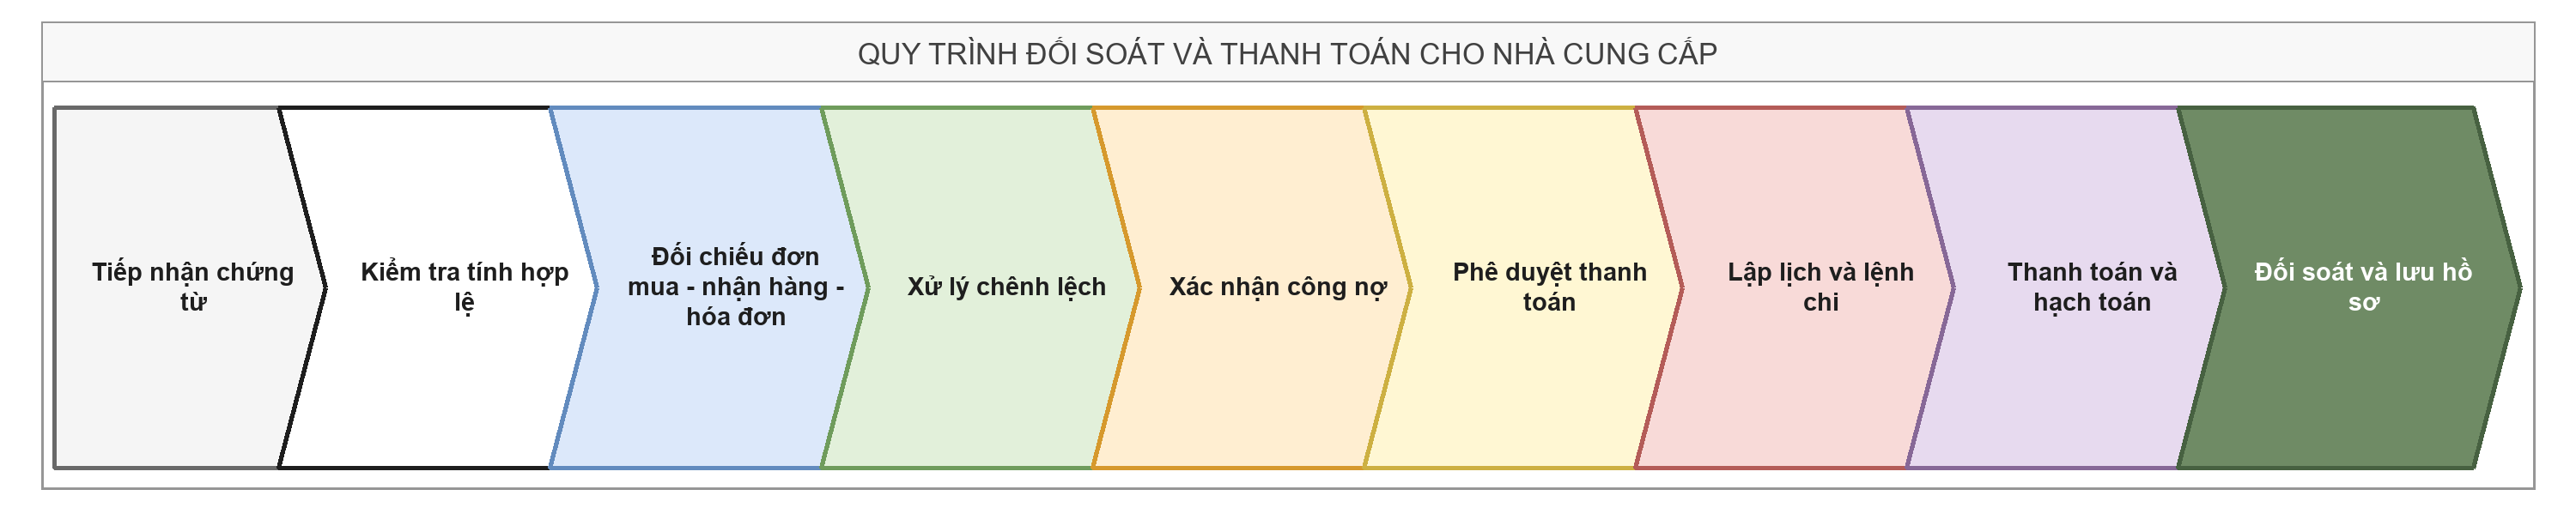 QUY TRÌNH ĐỐI SOÁT VÀ THANH TOÁN CHO NHÀ CUNG CẤP
Tiếp nhận chứng
từ
Kiểm tra tính hợp
lệ
Đối chiếu đơn
mua - nhận hàng -
hóa đơn
Xử lý chênh lệch
Xác nhận công nợ
Phê duyệt thanh
toán
Lập lịch và lệnh
chi
Thanh toán và
hạch toán
Đối soát và lưu hồ
sơ